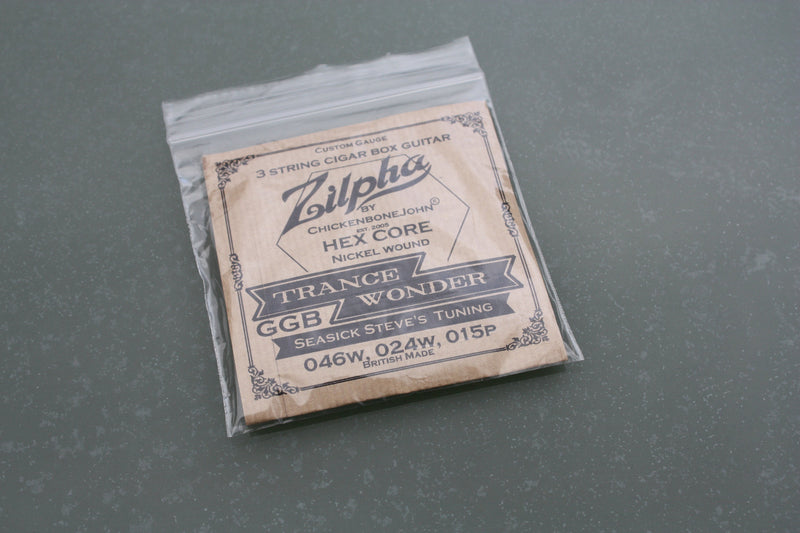 Custom Gauge
3 String Cigar Box Guitar
Zilpha
BY
ChickenboneJohn®
EST. 2005
HEX CORE
Nickel Wound
TRANCE
WONDER
GGB
Seasick Steve's Tuning
046W, 024W, 015P
British Made